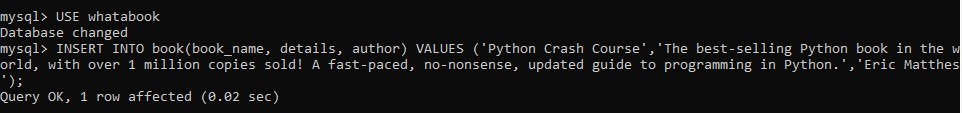 mysql> USE whatabook
Database changed
mysql> INSERT INTO book(book_name, details, author) VALUES ('Python Crash Course','The best-selling Python book in the w
orld, with over 1 million copies sold! A fast-paced, no-nonsense, updated guide to programming in Python.','Eric Matthes
');
Query OK, 1 row affected (0.02 sec)